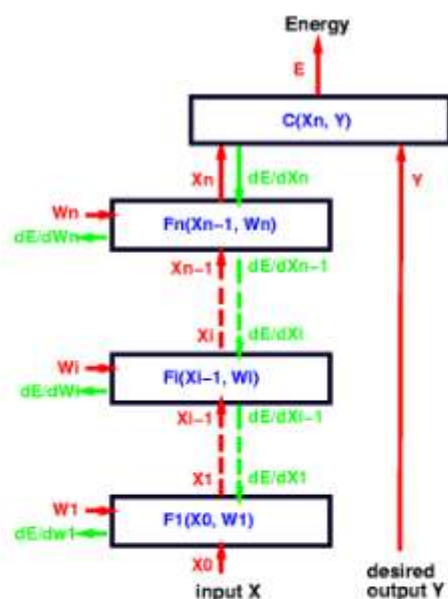 Energy
E
C(Xn, Y)
Xn dE/dXn Y
Wn
Fn(Xn-1, Wn)
dE/dWn
Xn-1 dE/dXn-1
Xi dE/dXi
Wi
Fi(Xi-1, Wi)
dE/dWi
Xi-1 dE/dXi-1
X1 dE/dX1
W1
F1(X0, W1)
dE/dw1
X0
input X
desired
output Y